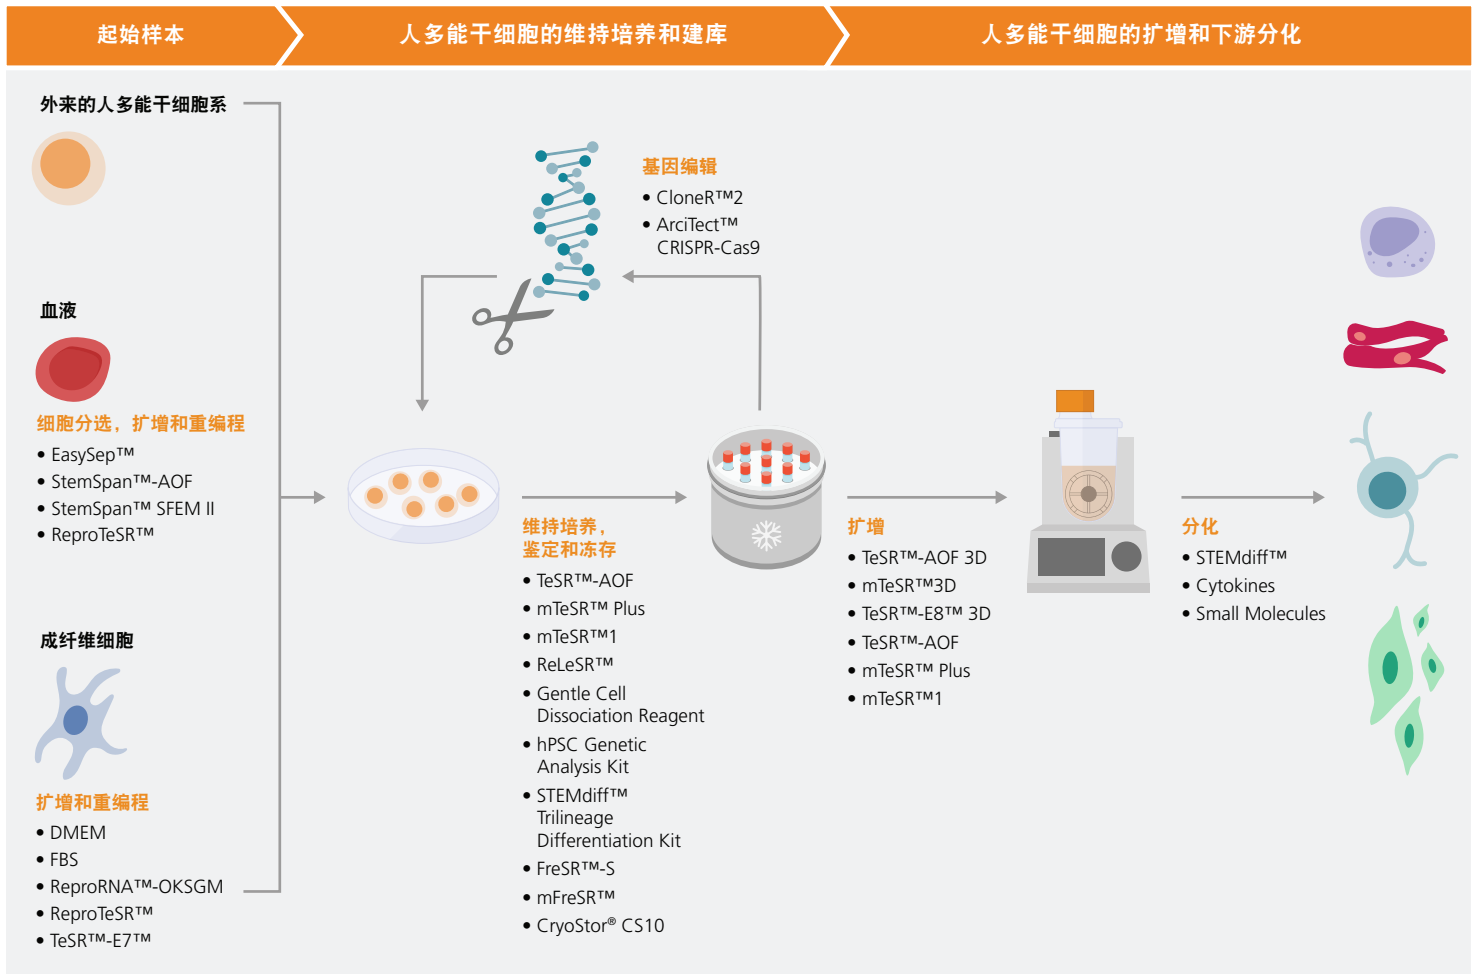 起始样本
人多能干细胞的维持培养和建库
人多能干细胞的扩增和下游分化
外来的人多能干细胞系
血液
细胞分选，扩增和重编程
• EasySep™
• StemSpan™-AOF
• StemSpan™ SFEM II
• ReproTeSR™
成纤维细胞
扩增和重编程
• DMEM
• FBS
• ReproRNA™-OKSGM
• ReproTeSR™
• TeSR™-E7™
基因编辑
• CloneR™2
• ArciTect™
CRISPR-Cas9
维持培养，
鉴定和冻存
• TeSR™-AOF
• mTeSR™ Plus
• mTeSR™1
• ReLeSR™
• Gentle Cell
Dissociation Reagent
• hPSC Genetic
Analysis Kit
• STEMdiff™
Trilineage
Differentiation Kit
• FreSR™-S
• mFreSR™
• CryoStor® CS10
扩增
• TeSR™-AOF 3D
• mTeSR™3D
• TeSR™-E8™ 3D
• TeSR™-AOF
• mTeSR™ Plus
• mTeSR™1
分化
• STEMdiff™
• Cytokines
• Small Molecules